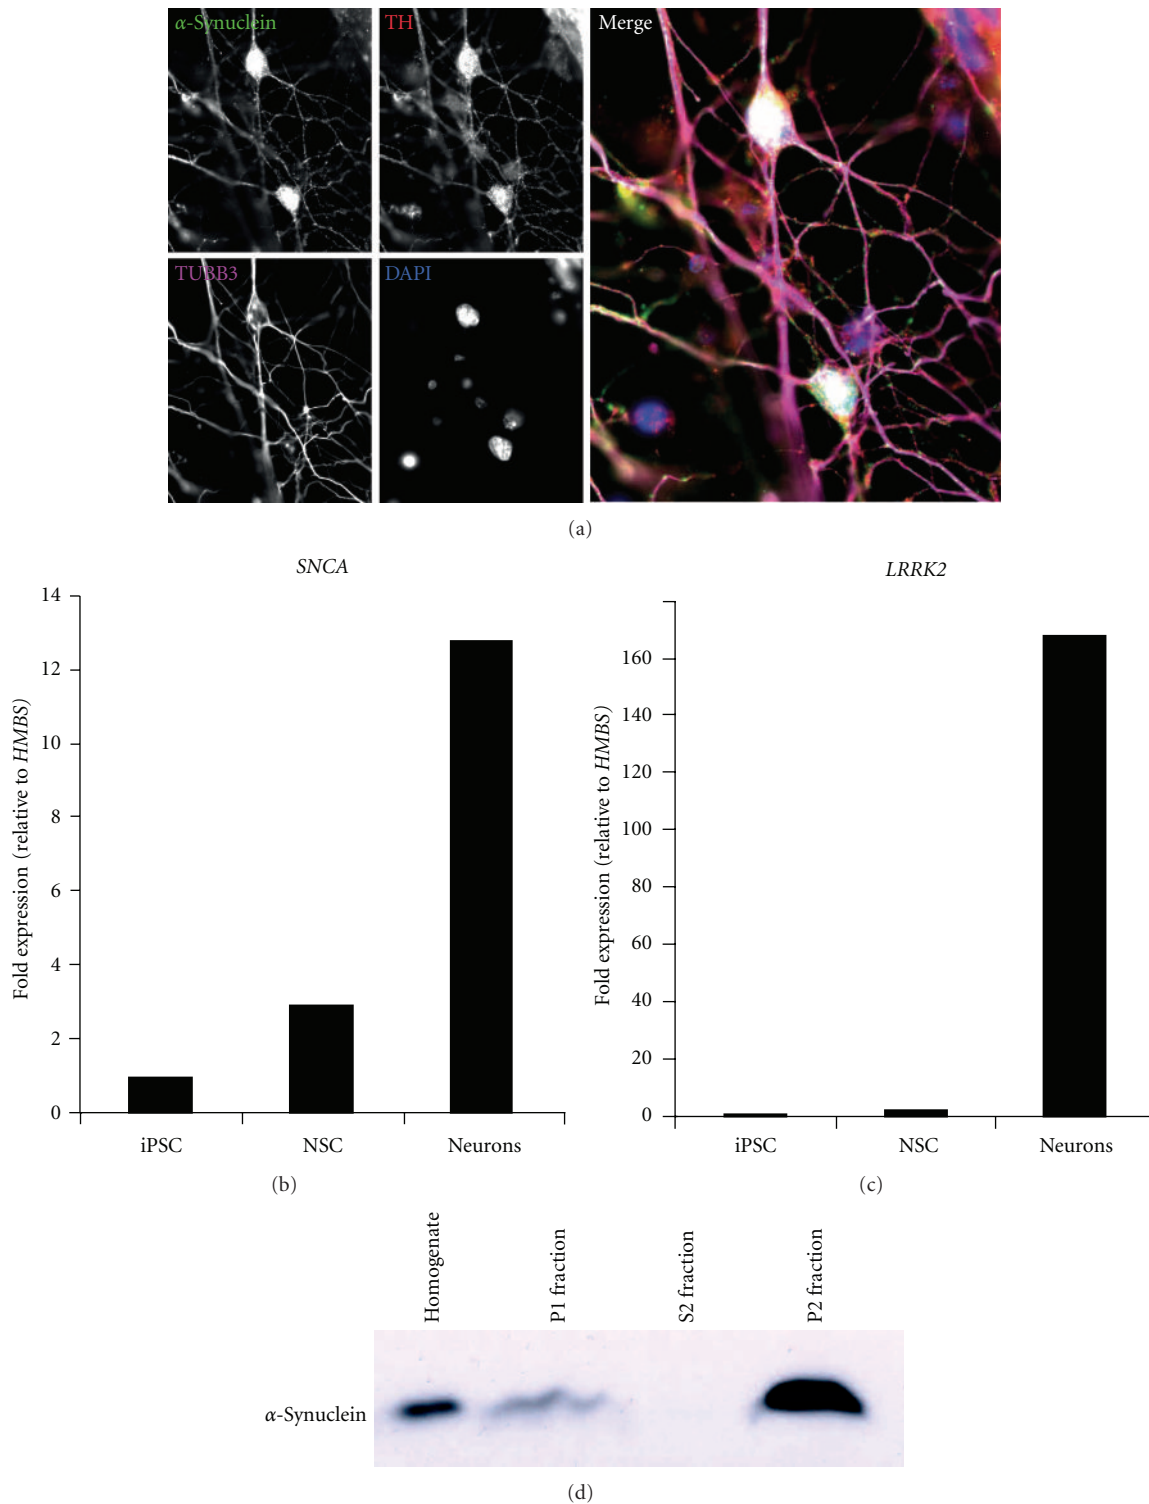 α-Synuclein
TH
Merge
TUBB3
DAPI
(a)
SNCA
Fold expression (relative to HMBS)
14
12
10
8
6
4
2
0
iPSC
NSC
Neurons
(b)
LRRK2
Fold expression (relative to HMBS)
160
140
120
100
80
60
40
20
0
iPSC
NSC
Neurons
(c)
Homogenate
P1 fraction
S2 fraction
P2 fraction
α-Synuclein
(d)